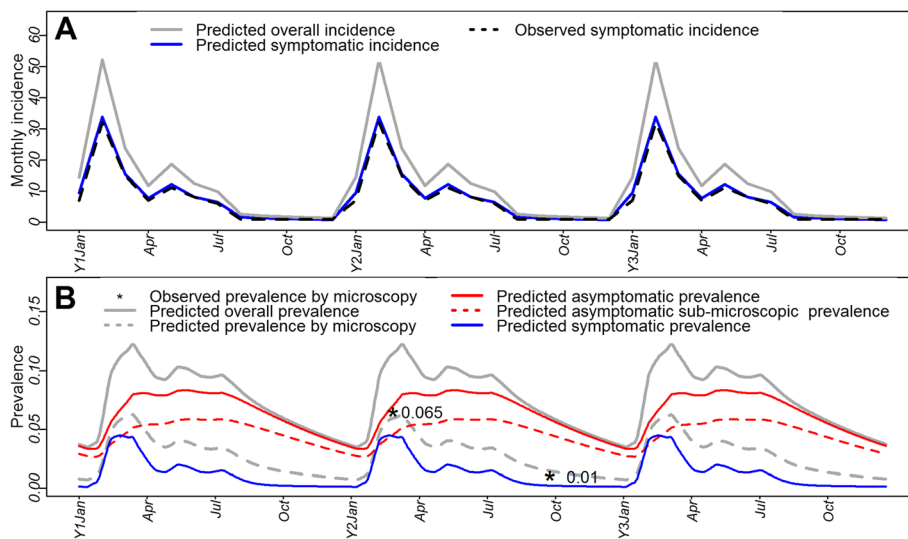 A
Predicted overall incidence
Observed symptomatic incidence
Predicted symptomatic incidence
Monthly incidence
60
50
40
30
20
10
0
Y1Jan Apr Jul Oct Y2Jan Apr Jul Oct Y3Jan Apr Jul Oct
B
* Observed prevalence by microscopy
Predicted asymptomatic prevalence
Predicted overall prevalence
Predicted asymptomatic sub-microscopic prevalence
Predicted prevalence by microscopy
Predicted symptomatic prevalence
Prevalence
0.15
0.10
0.05
0.00
*0.065
* 0.01
Y1Jan Apr Jul Oct Y2Jan Apr Jul Oct Y3Jan Apr Jul Oct